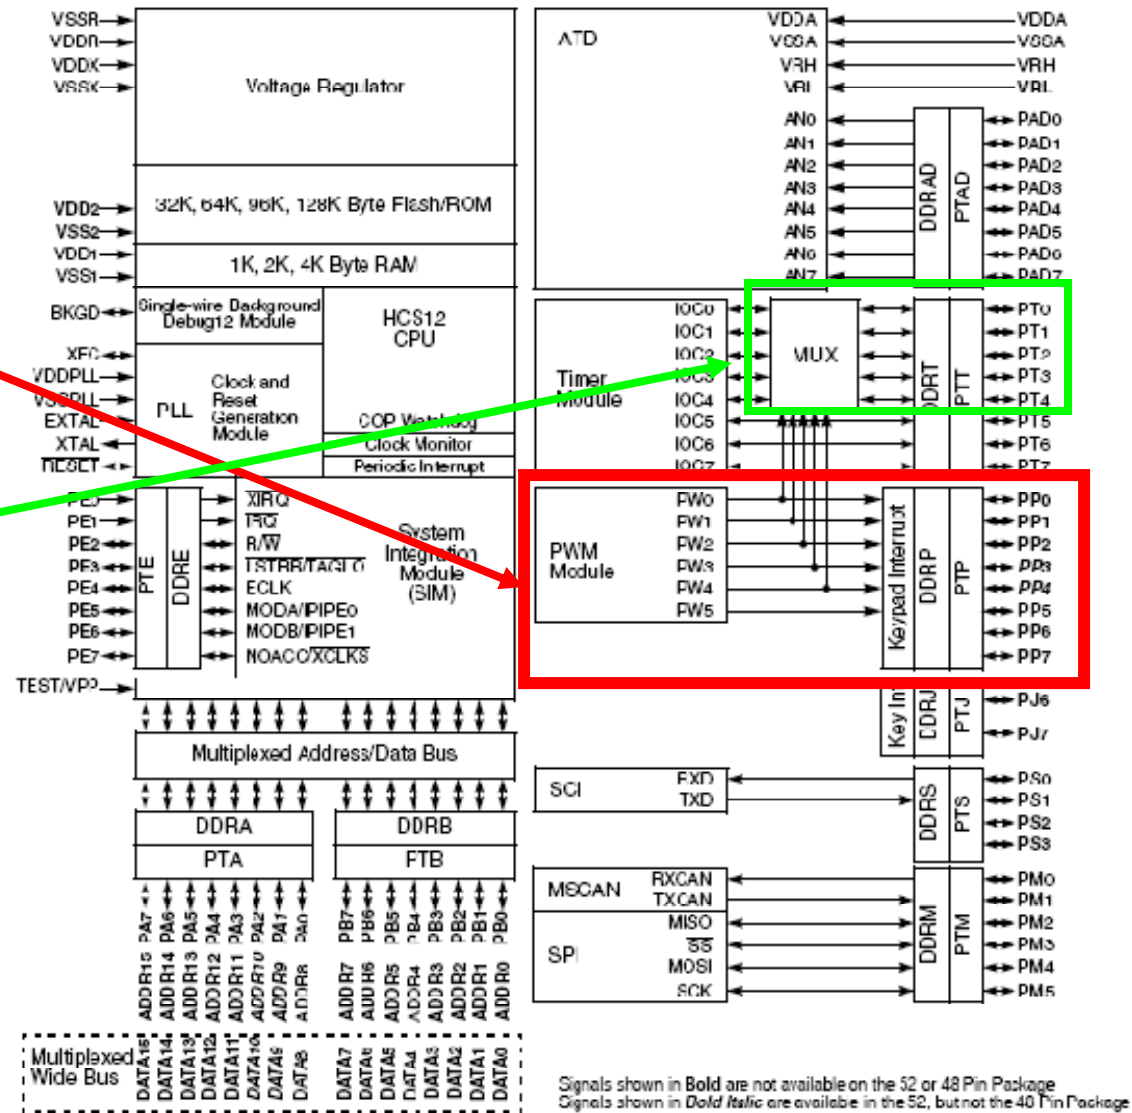 VSSR
VDDR
VDDX
VSSX
Voltage Regulator
VDD2
VSS2
32K, 64K, 96K, 128K Byte Flash/ROM
VDD1
VSS1
1K, 2K, 4K Byte RAM
BKGD
Single-wire Background
Debug12 Module
HCS12
CPU
XFC
VDDPLL
VSSPLL
EXTAL
XTAL
RESET
PLL
Clock and
Reset
Generation
Module
COP Watchdog
Clock Monitor
Periodic Interrupt
PE0
PE1
PE2
PE3
PE4
PE5
PE6
PE7
PTE
DDRE
XIRQ
IRQ
R/W
LSTRB/TAGLO
ECLK
MODA/IPIPE0
MODB/IPIPE1
NOACC/XCLKS
System
Integration
Module
(SIM)
TEST/VPP
Multiplexed Address/Data Bus
DDRA
DDRB
PTA
PTB
PA7 PA6 PA5 PA4 PA3 PA2 PA1 PA0
PB7 PB6 PB5 PB4 PB3 PB2 PB1 PB0
ADDR15 ADDR14 ADDR13 ADDR12 ADDR11 ADDR10 ADDR9 ADDR8
ADDR7 ADDR6 ADDR5 ADDR4 ADDR3 ADDR2 ADDR1 ADDR0
Multiplexed
Wide Bus
DATA15 DATA14 DATA13 DATA12 DATA11 DATA10 DATA9 DATA8
DATA7 DATA6 DATA5 DATA4 DATA3 DATA2 DATA1 DATA0
ATD
VDDA VDDA
VSSA VSSA
VRH VRH
VRL VRL
AN0 PAD0
AN1 PAD1
AN2 PAD2
AN3 PAD3
AN4 PAD4
AN5 PAD5
AN6 PAD6
AN7 PAD7
DDRAD
PTAD
Timer
Module
IOC0 PT0
IOC1 PT1
IOC2 PT2
IOC3 PT3
IOC4 PT4
IOC5 PT5
IOC6 PT6
IOC7 PT7
MUX
DDRT
PTT
PWM
Module
PW0 PP0
PW1 PP1
PW2 PP2
PW3 PP3
PW4 PP4
PW5 PP5
PP6
PP7
Keypad Interrupt
DDRP
PTP
Key In
DDRJ
PTJ
PJ6
PJ7
SCI
RXD PS0
TXD PS1
PS2
PS3
DDRS
PTS
MSCAN
RXCAN PM0
TXCAN PM1
SPI
MISO PM2
SS PM3
MOSI PM4
SCK PM5
DDRM
PTM
Signals shown in Bold are not available on the 52 or 48 Pin Package
Signals shown in Bold Italic are available in the 52, but not the 48 Pin Package